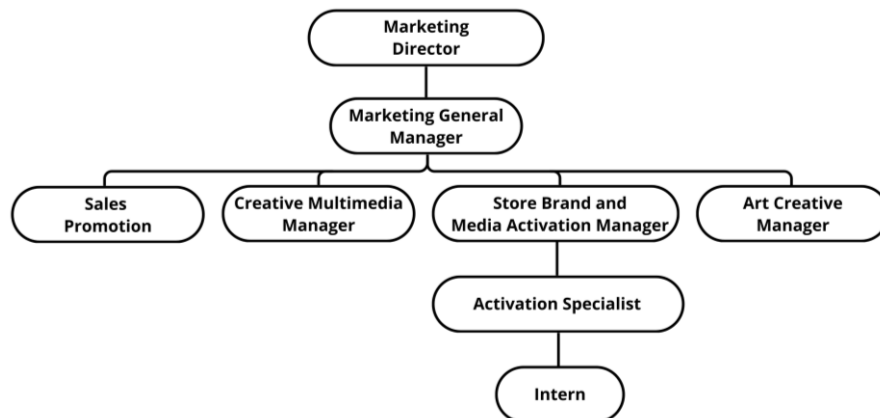 Marketing
Director
Marketing General
Manager
Sales
Promotion
Creative Multimedia
Manager
Store Brand and
Media Activation Manager
Art Creative
Manager
Activation Specialist
Intern